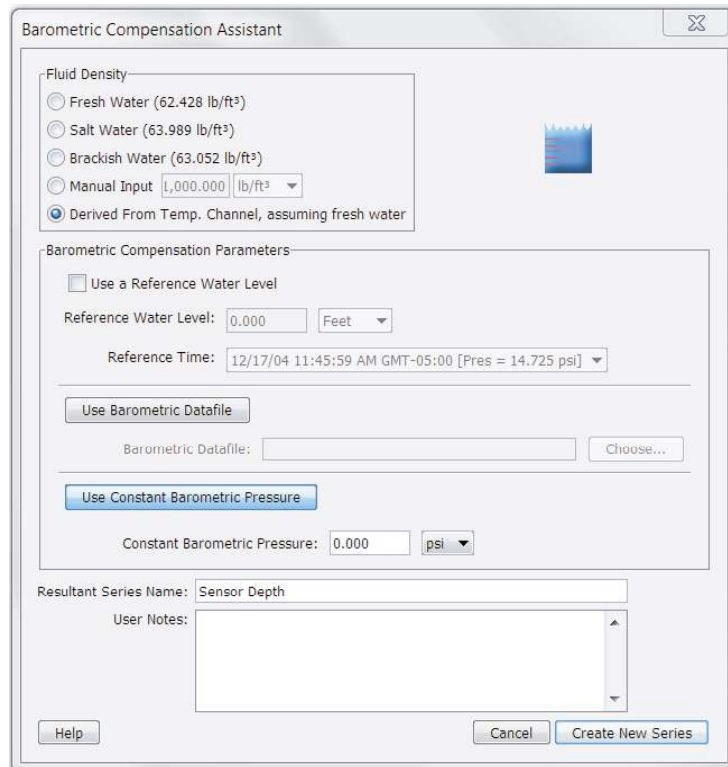 Barometric Compensation Assistant
Fluid Density
Fresh Water (62.428 lb/ft³)
Salt Water (63.989 lb/ft³)
Brackish Water (63.052 lb/ft³)
Manual Input 1,000.000 lb/ft³
Derived From Temp. Channel, assuming fresh water
Barometric Compensation Parameters
Use a Reference Water Level
Reference Water Level: 0.000 Feet
Reference Time: 12/17/04 11:45:59 AM GMT-05:00 [Pres = 14.725 psi]
Use Barometric Datafile
Barometric Datafile: Choose...
Use Constant Barometric Pressure
Constant Barometric Pressure: 0.000 psi
Resultant Series Name: Sensor Depth
User Notes:
Help Cancel Create New Series